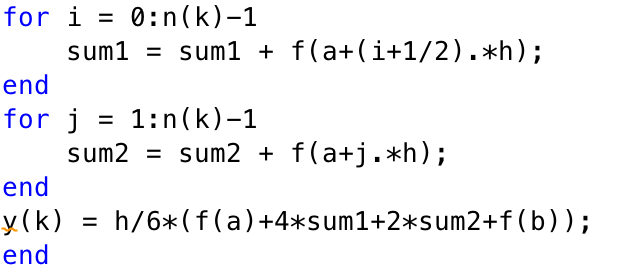 for i = 0:n(k)-1
    sum1 = sum1 + f(a+(i+1/2).*h);
end
for j = 1:n(k)-1
    sum2 = sum2 + f(a+j.*h);
end
y(k) = h/6*(f(a)+4*sum1+2*sum2+f(b));
end